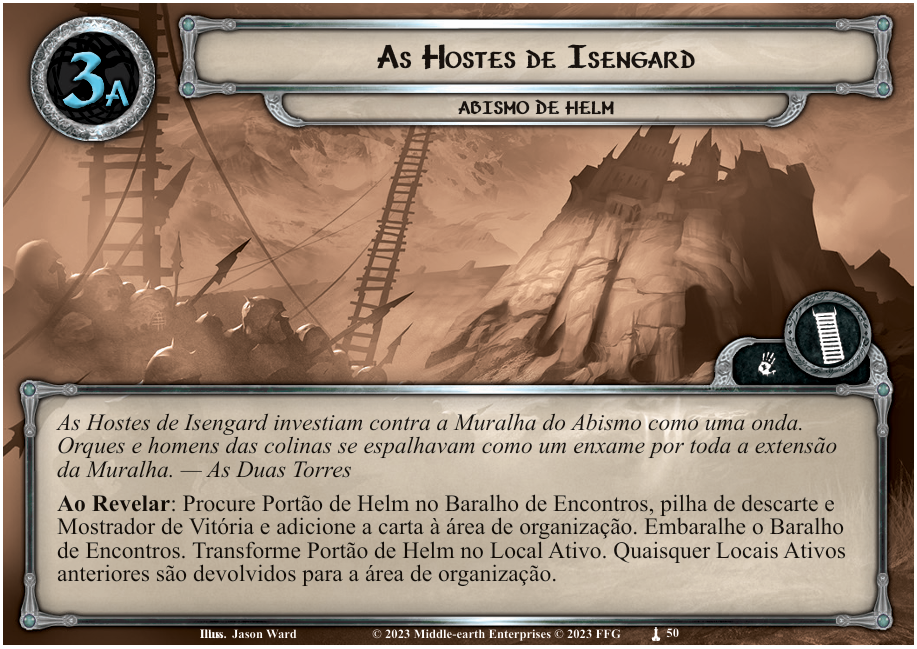 3A
As Hostes de Isengard
Abismo de Helm
As Hostes de Isengard investiam contra a Muralha do Abismo como uma onda.
Orques e homens das colinas se espalhavam como um enxame por toda a extensão
da Muralha. — As Duas Torres
Ao Revelar: Procure Portão de Helm no Baralho de Encontros, pilha de descarte e
Mostrador de Vitória e adicione a carta à área de organização. Embaralhe o Baralho
de Encontros. Transforme Portão de Helm no Local Ativo. Quaisquer Locais Ativos
anteriores são devolvidos para a área de organização.
Illus. Jason Ward © 2023 Middle-earth Enterprises © 2023 FFG 50